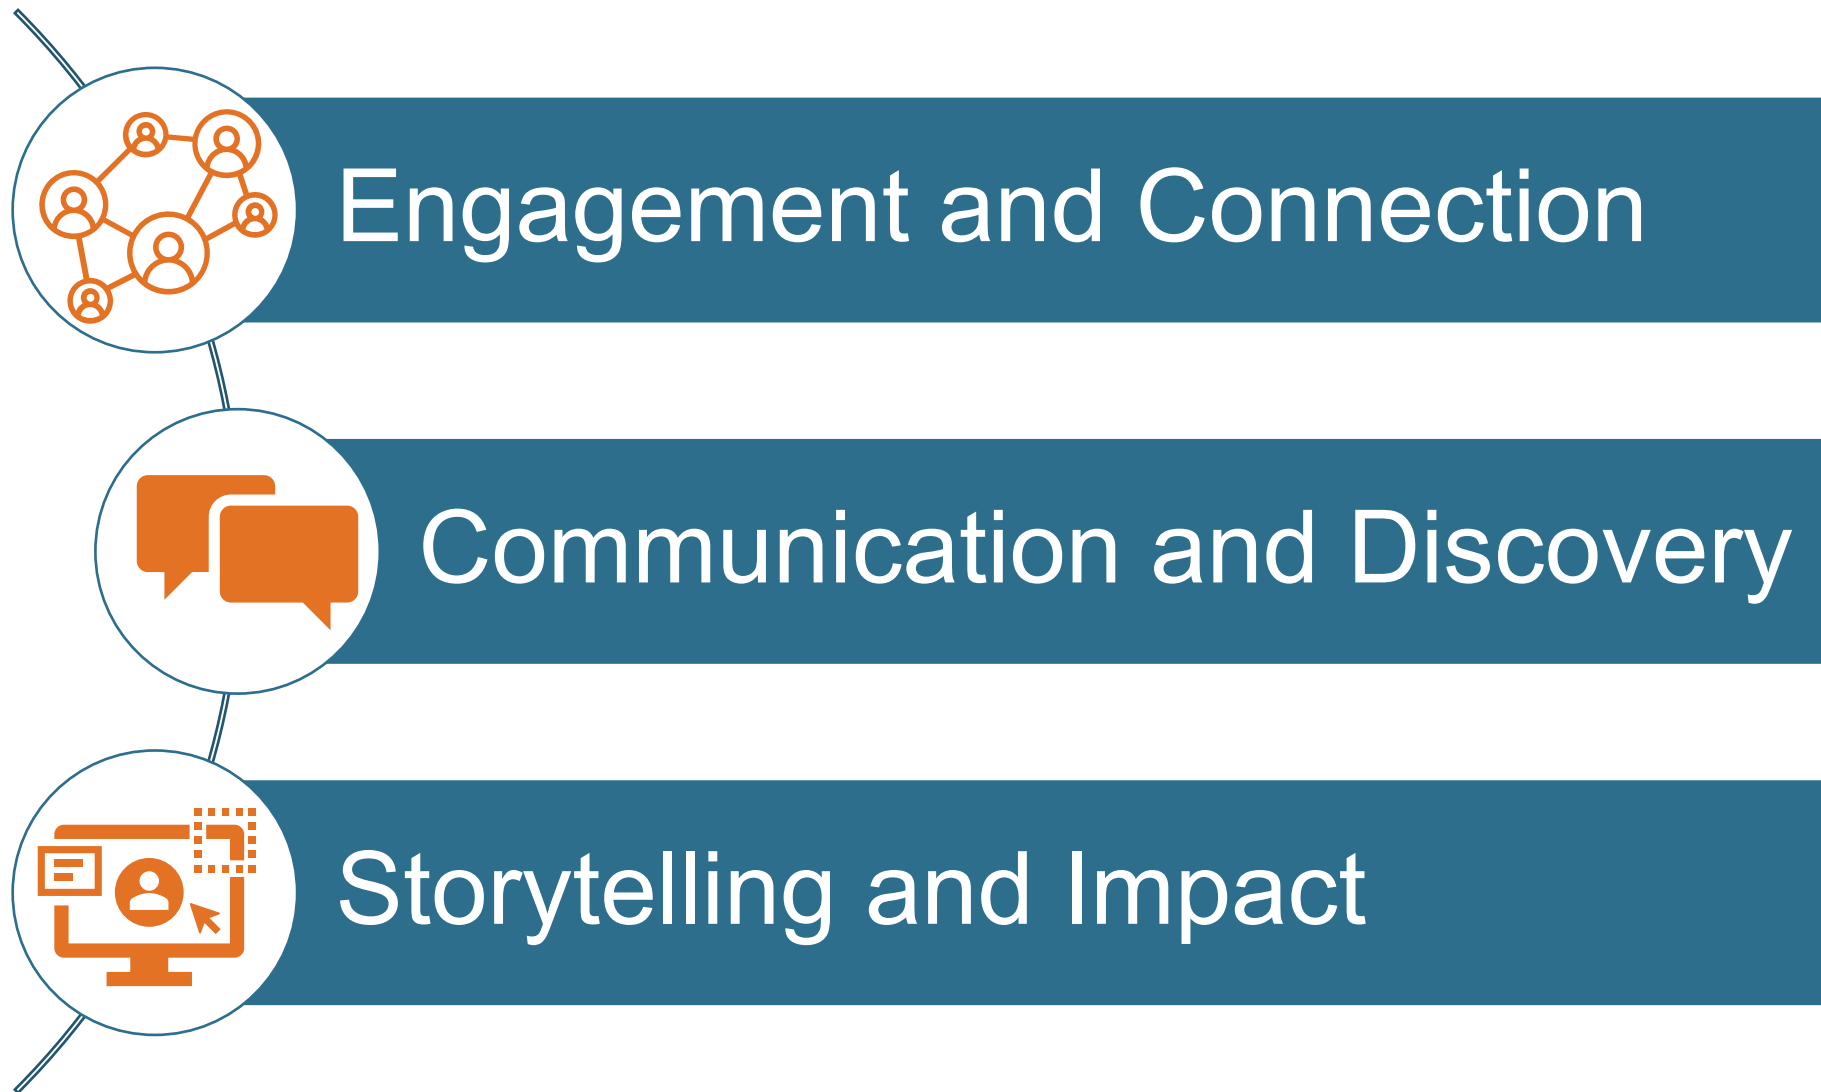 Engagement and Connection
Communication and Discovery
Storytelling and Impact